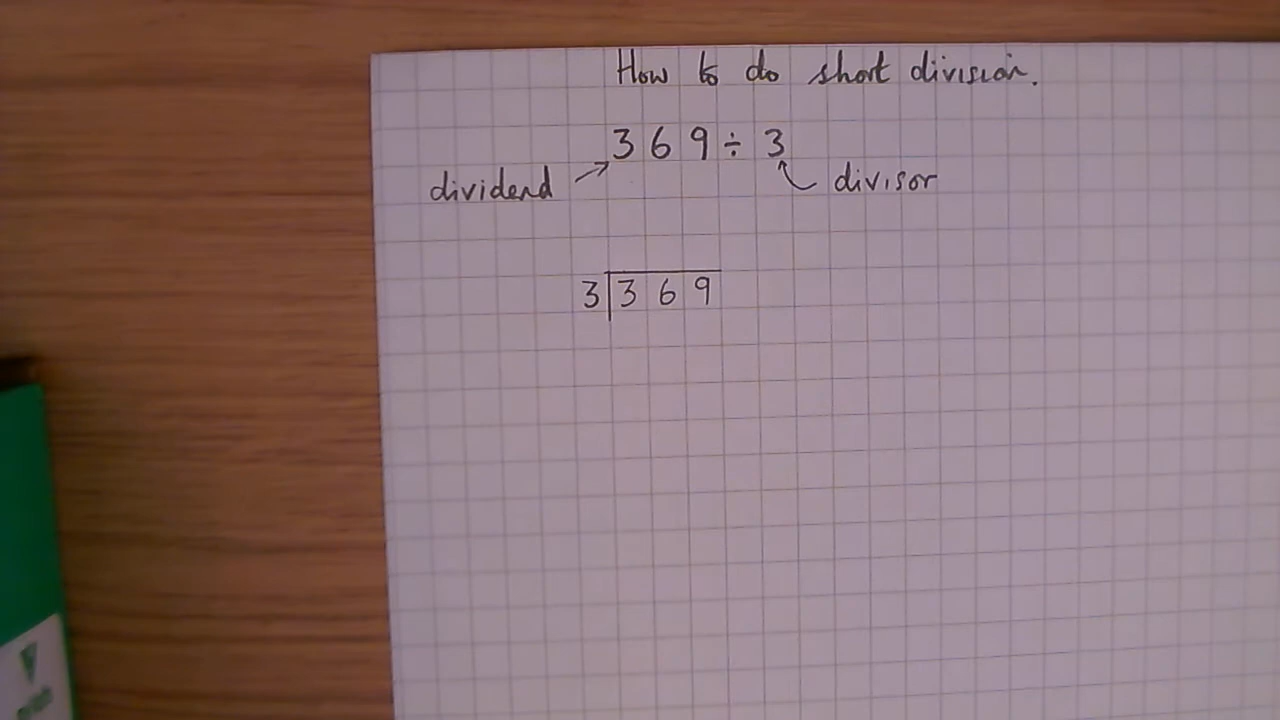 How to do short division.
369 ÷ 3
dividend
divisor
3 369